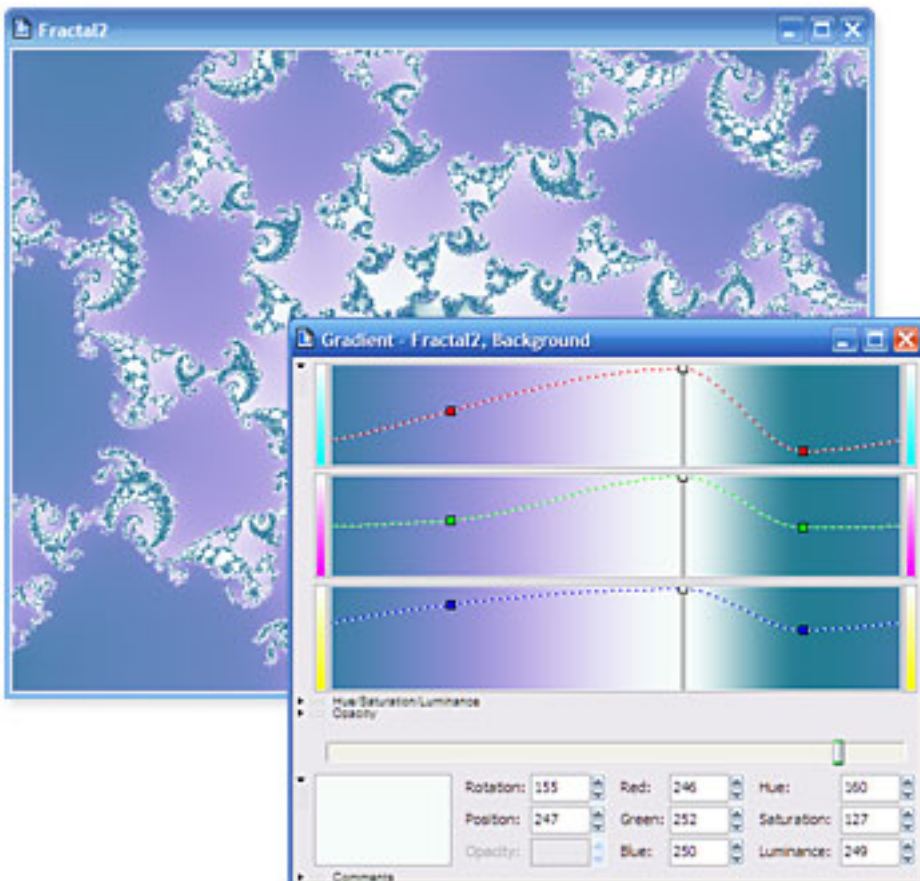 Fractal2
Gradient - Fractal2, Background
Hue/Saturation/Luminance
Opacity
Rotation: 155 Red: 246 Hue: 160
Position: 247 Green: 252 Saturation: 127
Opacity: Blue: 250 Luminance: 249
Comments